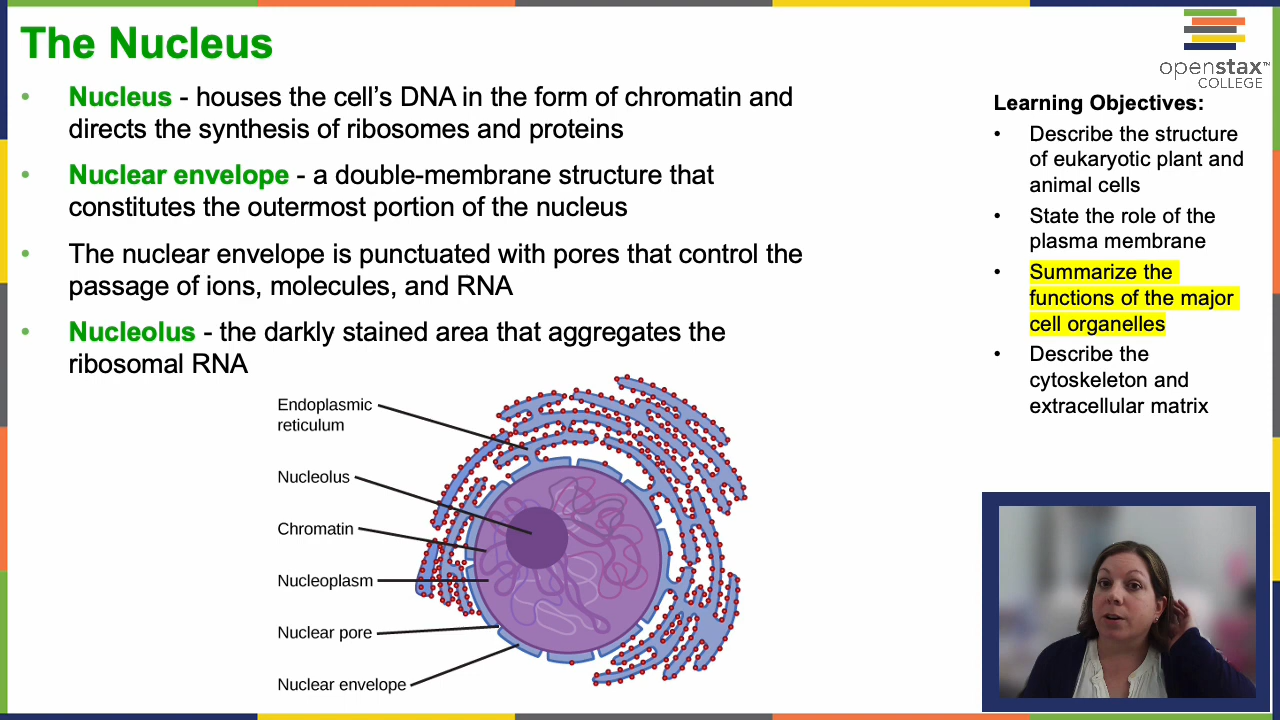 The Nucleus
• Nucleus - houses the cell's DNA in the form of chromatin and
directs the synthesis of ribosomes and proteins
• Nuclear envelope - a double-membrane structure that
constitutes the outermost portion of the nucleus
• The nuclear envelope is punctuated with pores that control the
passage of ions, molecules, and RNA
• Nucleolus - the darkly stained area that aggregates the
ribosomal RNA
Endoplasmic
reticulum
Nucleolus
Chromatin
Nucleoplasm
Nuclear pore
Nuclear envelope
openstax™
COLLEGE
Learning Objectives:
• Describe the structure
of eukaryotic plant and
animal cells
• State the role of the
plasma membrane
• Summarize the
functions of the major
cell organelles
• Describe the
cytoskeleton and
extracellular matrix